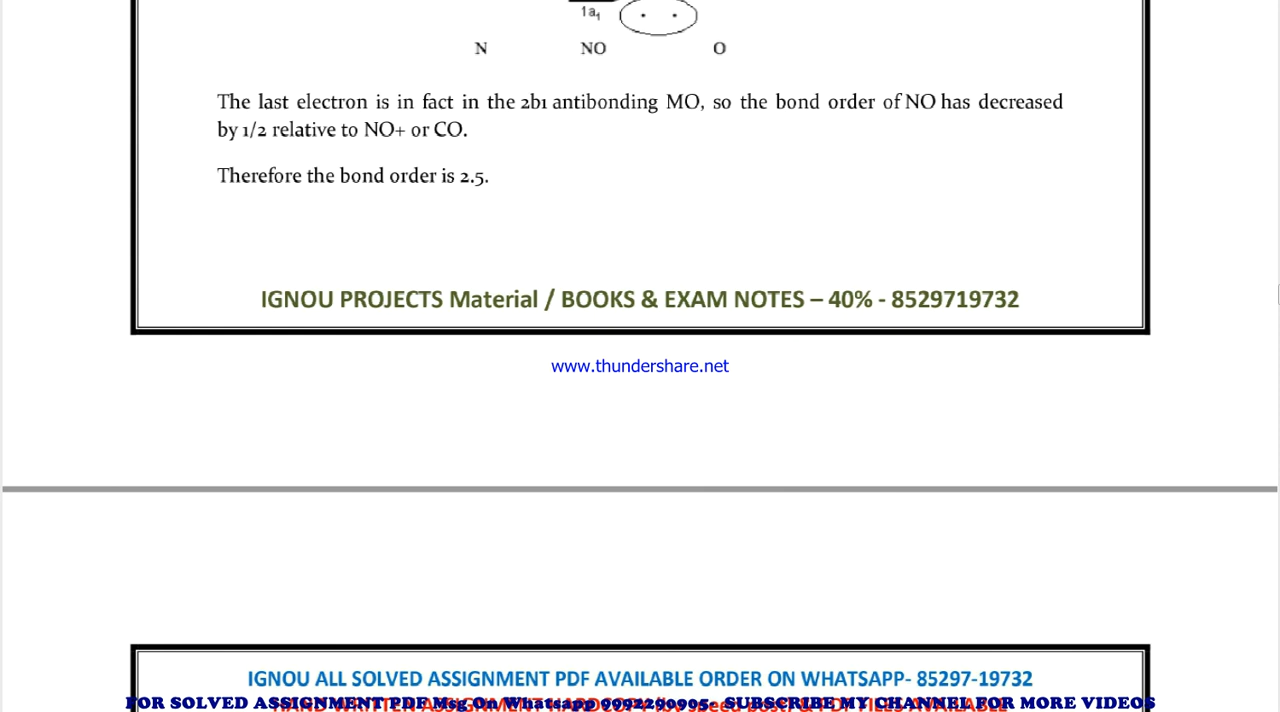 1a1
N NO O
The last electron is in fact in the 2b1 antibonding MO, so the bond order of NO has decreased
by 1/2 relative to NO+ or CO.
Therefore the bond order is 2.5.
IGNOU PROJECTS Material / BOOKS & EXAM NOTES – 40% - 8529719732
www.thundershare.net
IGNOU ALL SOLVED ASSIGNMENT PDF AVAILABLE ORDER ON WHATSAPP- 85297-19732
FOR SOLVED ASSIGNMENT PDF Msg On Whatsapp 9992290905- SUBSCRIBE MY CHANNEL FOR MORE VIDEOS